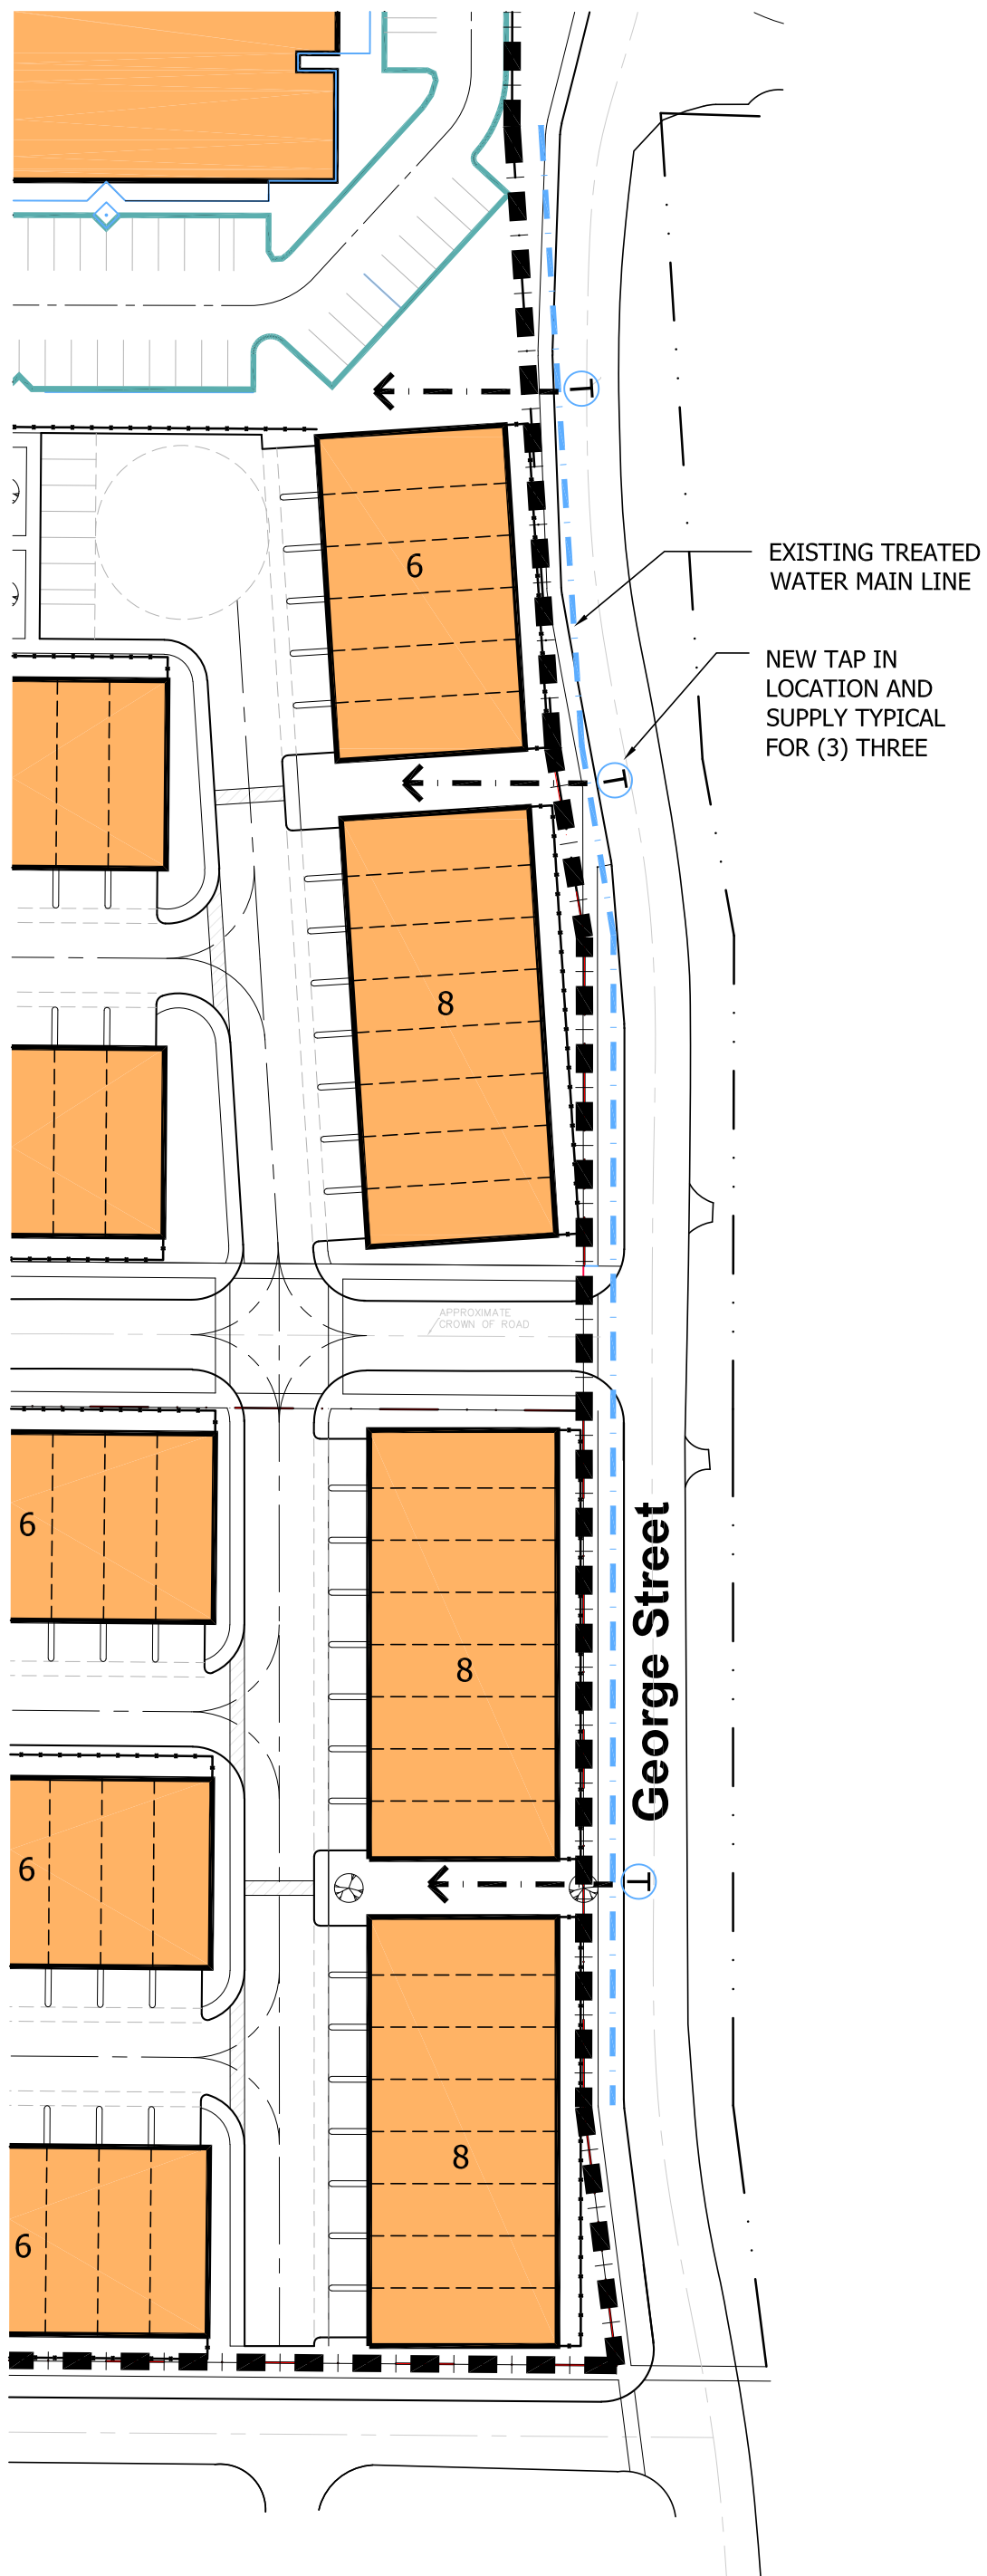 6
EXISTING TREATED
WATER MAIN LINE
NEW TAP IN
LOCATION AND
SUPPLY TYPICAL
FOR (3) THREE
T
T
8
APPROXIMATE
CROWN OF ROAD
6
8
George Street
6
T
8
6